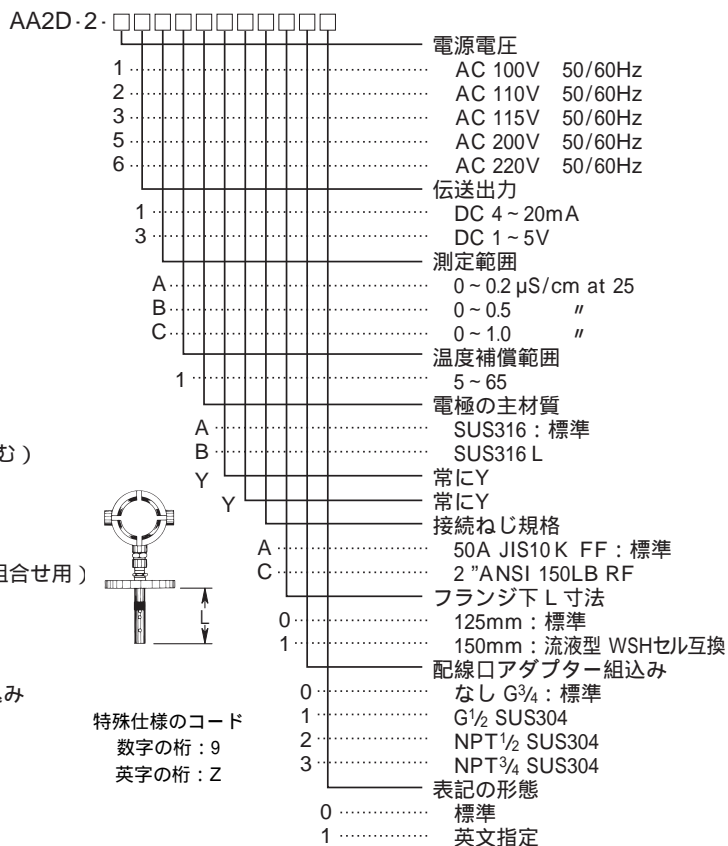 AA2D·2·□□□□□□□□□□□
電源電圧
1 AC 100V 50/60Hz
2 AC 110V 50/60Hz
3 AC 115V 50/60Hz
5 AC 200V 50/60Hz
6 AC 220V 50/60Hz
伝送出力
1 DC 4~20mA
3 DC 1~5V
測定範囲
A 0~0.2 μS/cm at 25
B 0~0.5 〃
C 0~1.0 〃
温度補償範囲
1 5~65
電極の主材質
A SUS316:標準
B SUS316 L
む)
Y 常にY
Y 常にY
接続ねじ規格
A 50A JIS10K FF:標準
C 2"ANSI 150LB RF
組合せ用)
フランジ下 L 寸法
L
0 125mm:標準
1 150mm:流液型 WSHセル互換
配線口アダプター組込み
み
0 なし G3/4:標準
1 G1/2 SUS304
2 NPT1/2 SUS304
3 NPT3/4 SUS304
特殊仕様のコード
数字の桁:9
英字の桁:Z
表記の形態
0 標準
1 英文指定